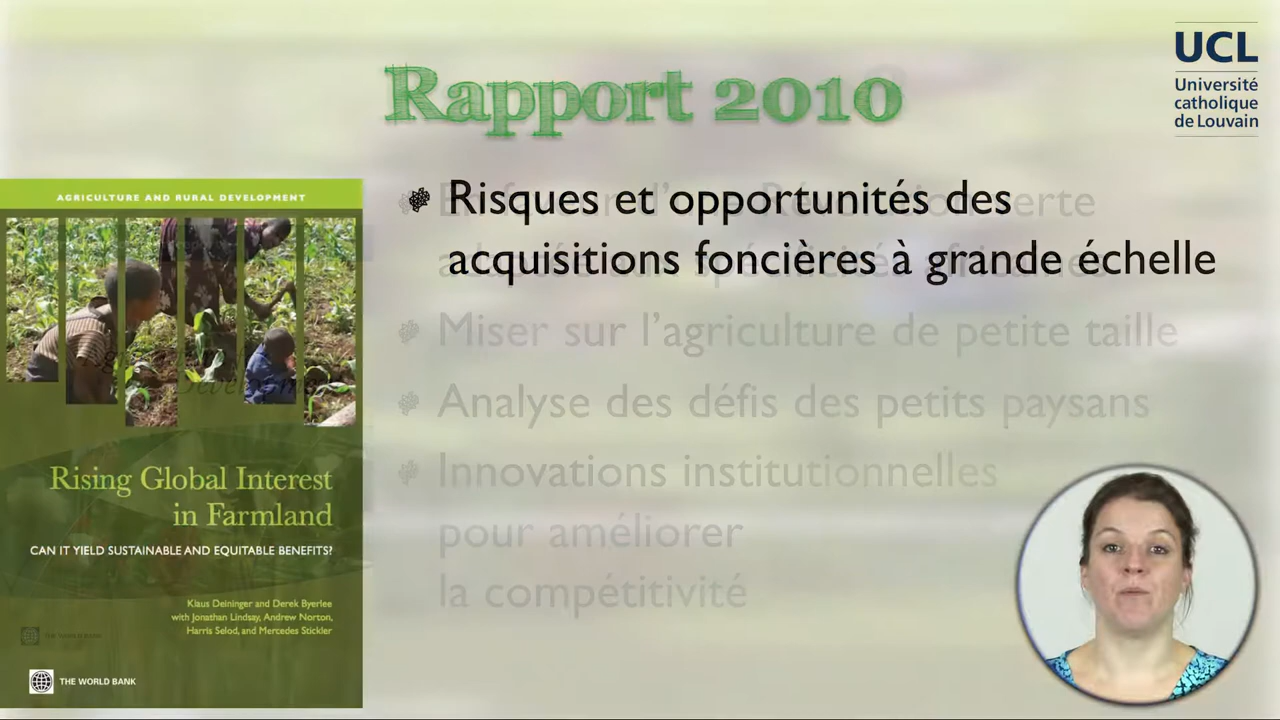 UCL
Université
catholique
de Louvain
Rapport 2010
Risques et opportunités des
acquisitions foncières à grande échelle
Miser sur l'agriculture de petite taille
Analyse des défis des petits paysans
Innovations institutionnelles
pour améliorer
la compétitivité
AGRICULTURE AND RURAL DEVELOPMENT
Rising Global Interest
in Farmland
CAN IT YIELD SUSTAINABLE AND EQUITABLE BENEFITS?
Klaus Deininger and Derek Byerlee
with Jonathan Lindsay, Andrew Norton,
Harris Selod, and Mercedes Stickler
THE WORLD BANK